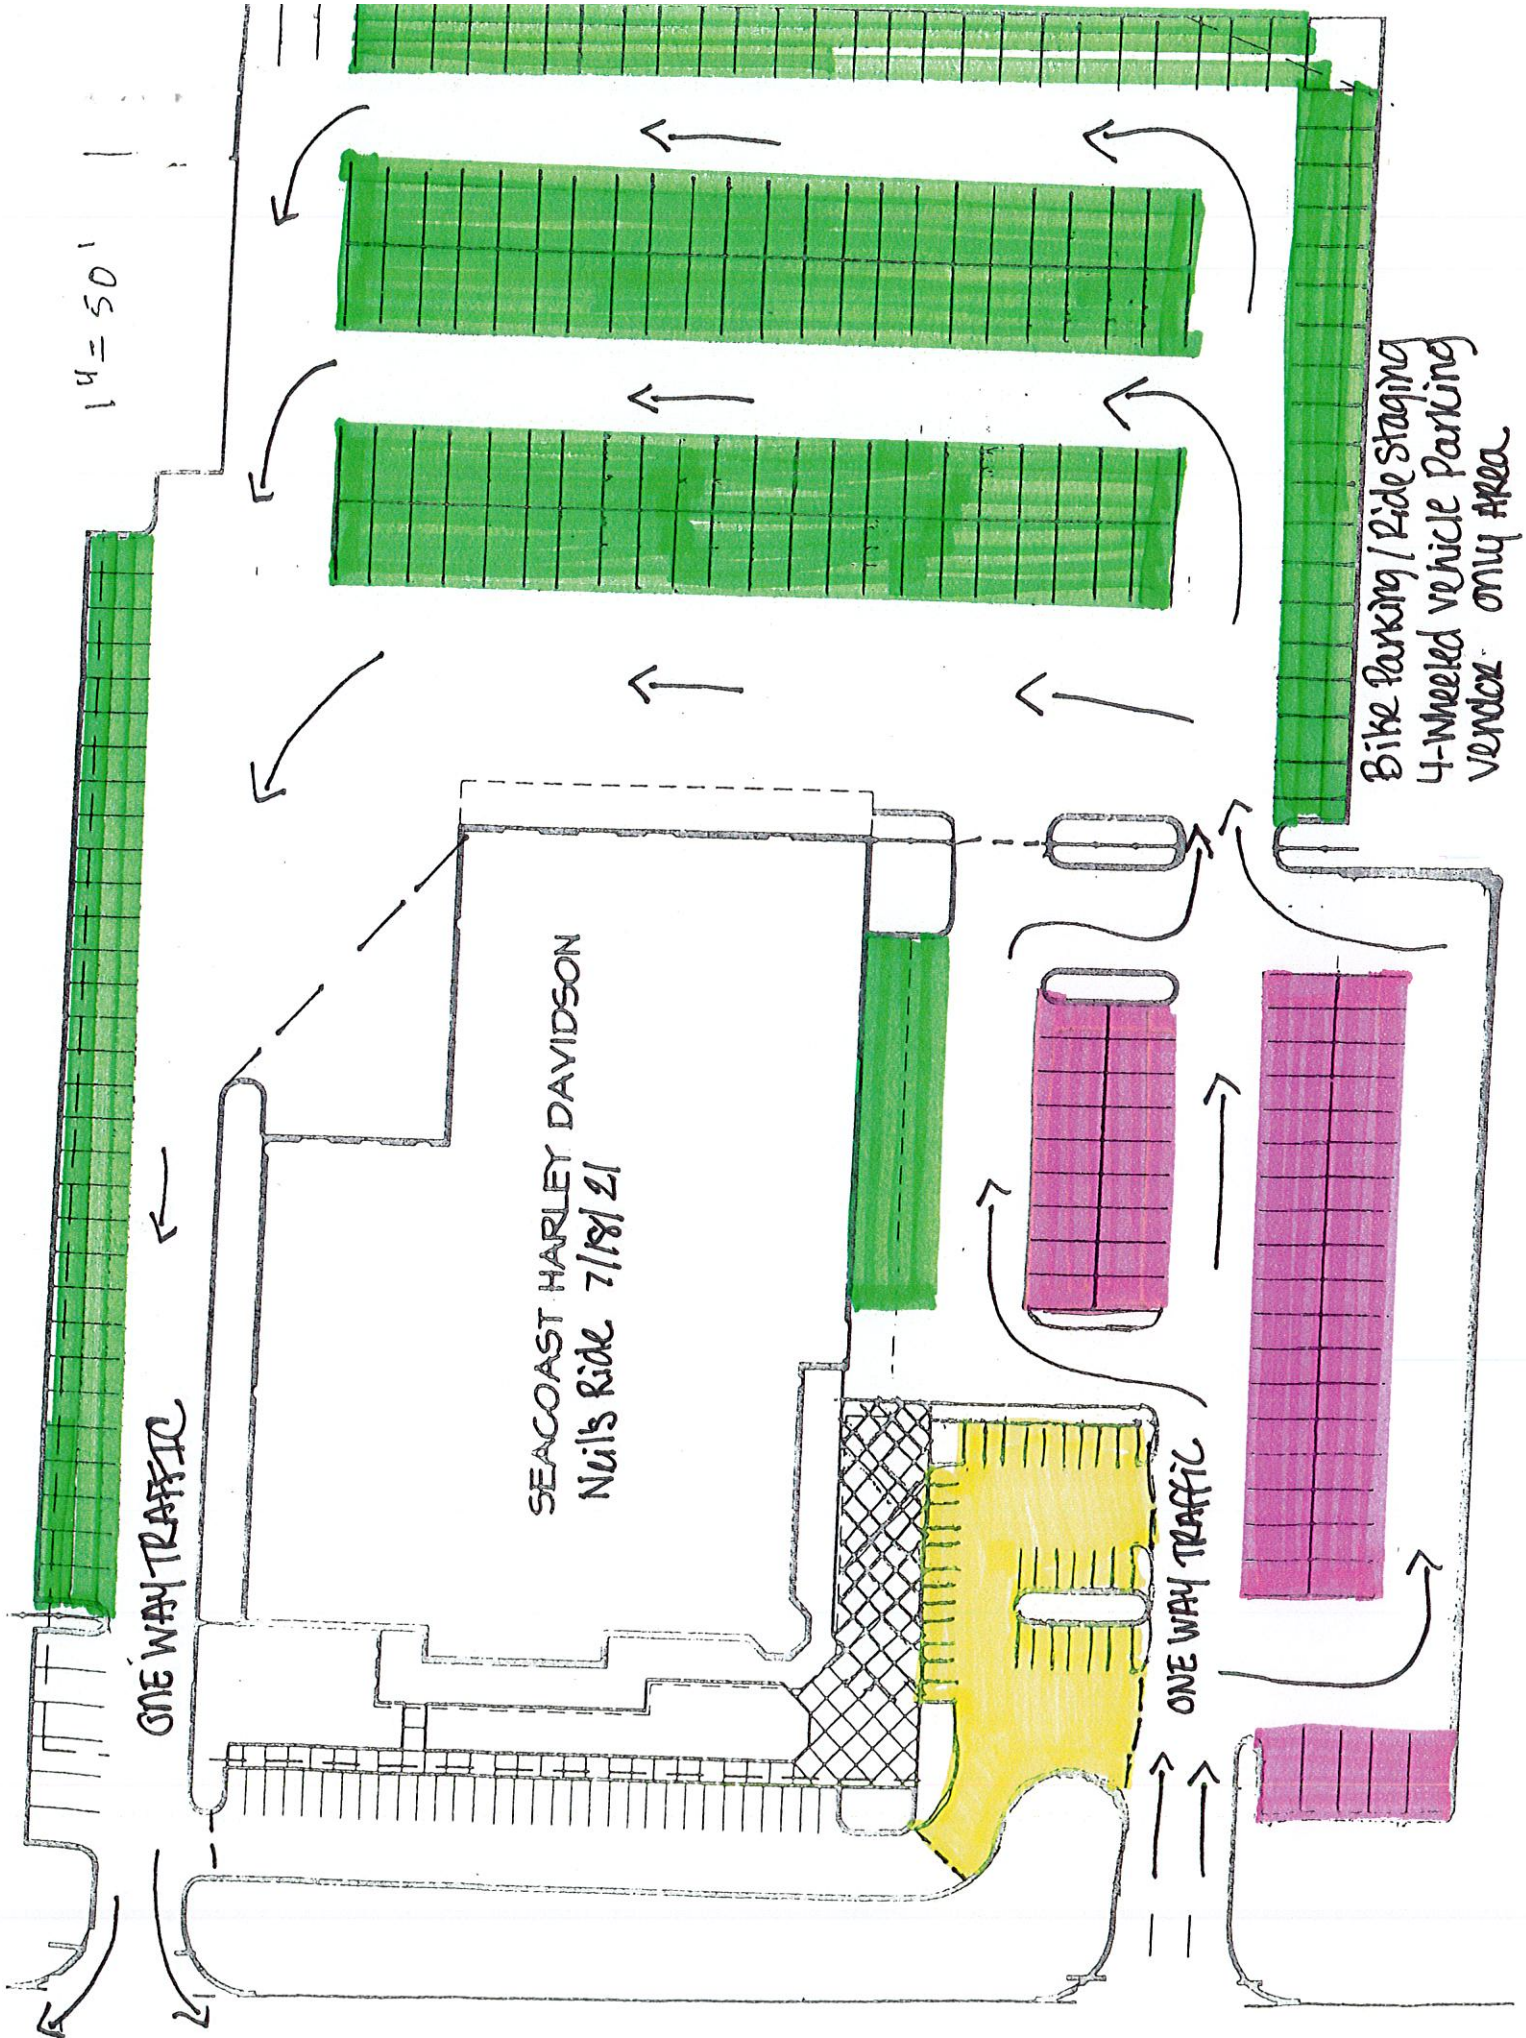 1" = 50'
ONE WAY TRAFFIC
SEACOAST HARLEY DAVIDSON
Neil's Ride 7/18/21
ONE WAY TRAFFIC
Bike Parking / Ride Staging
4-Wheeled vehicle Parking
vendor only AREA